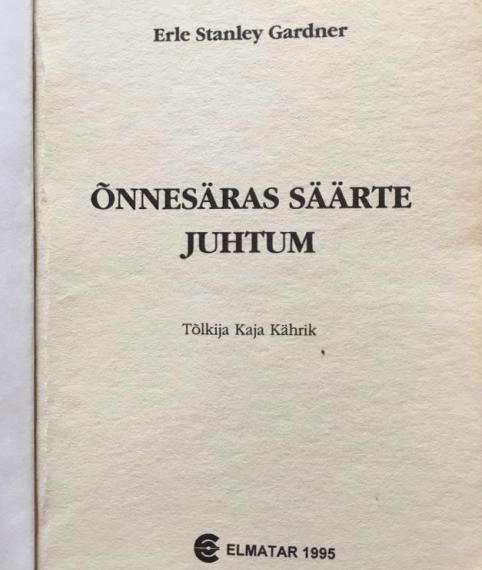 Erle Stanley Gardner
ÕNNESÄRAS SÄÄRTE
JUHTUM
Tõlkija Kaja Kährik
ELMATAR 1995